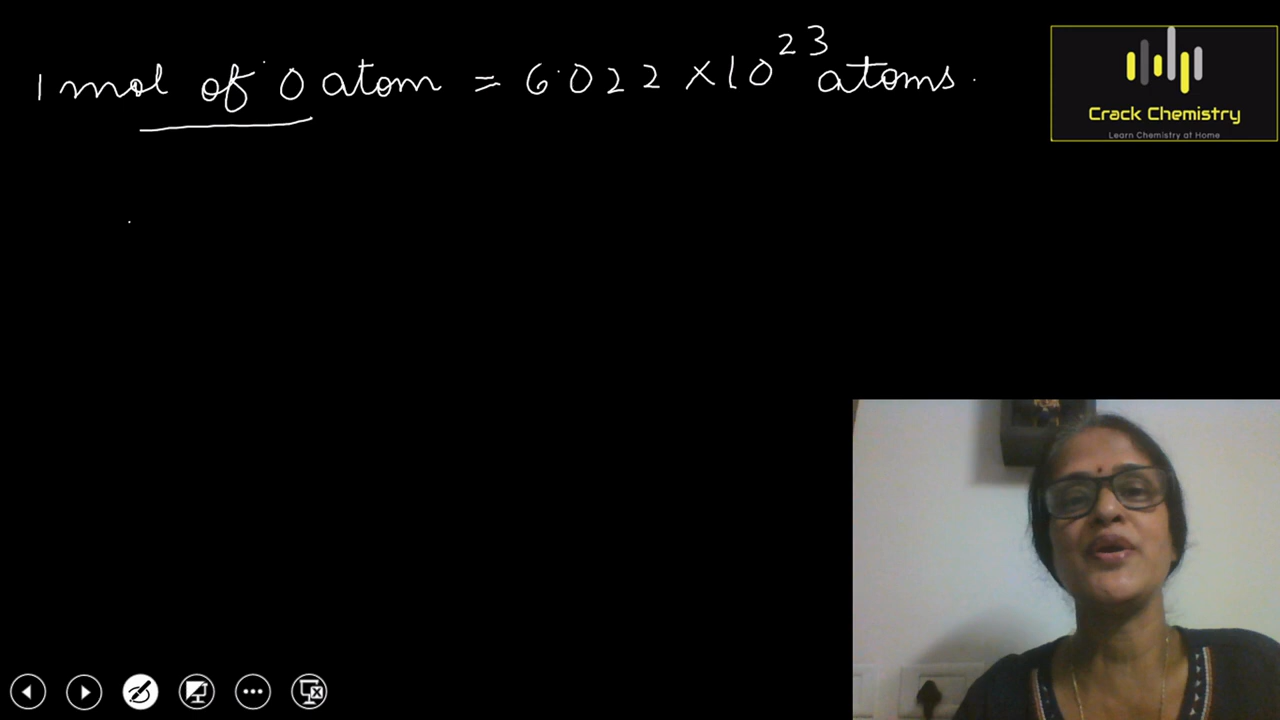 1 mol of O atom = 6.022 × 10²³ atoms.
Crack Chemistry
Learn Chemistry at Home